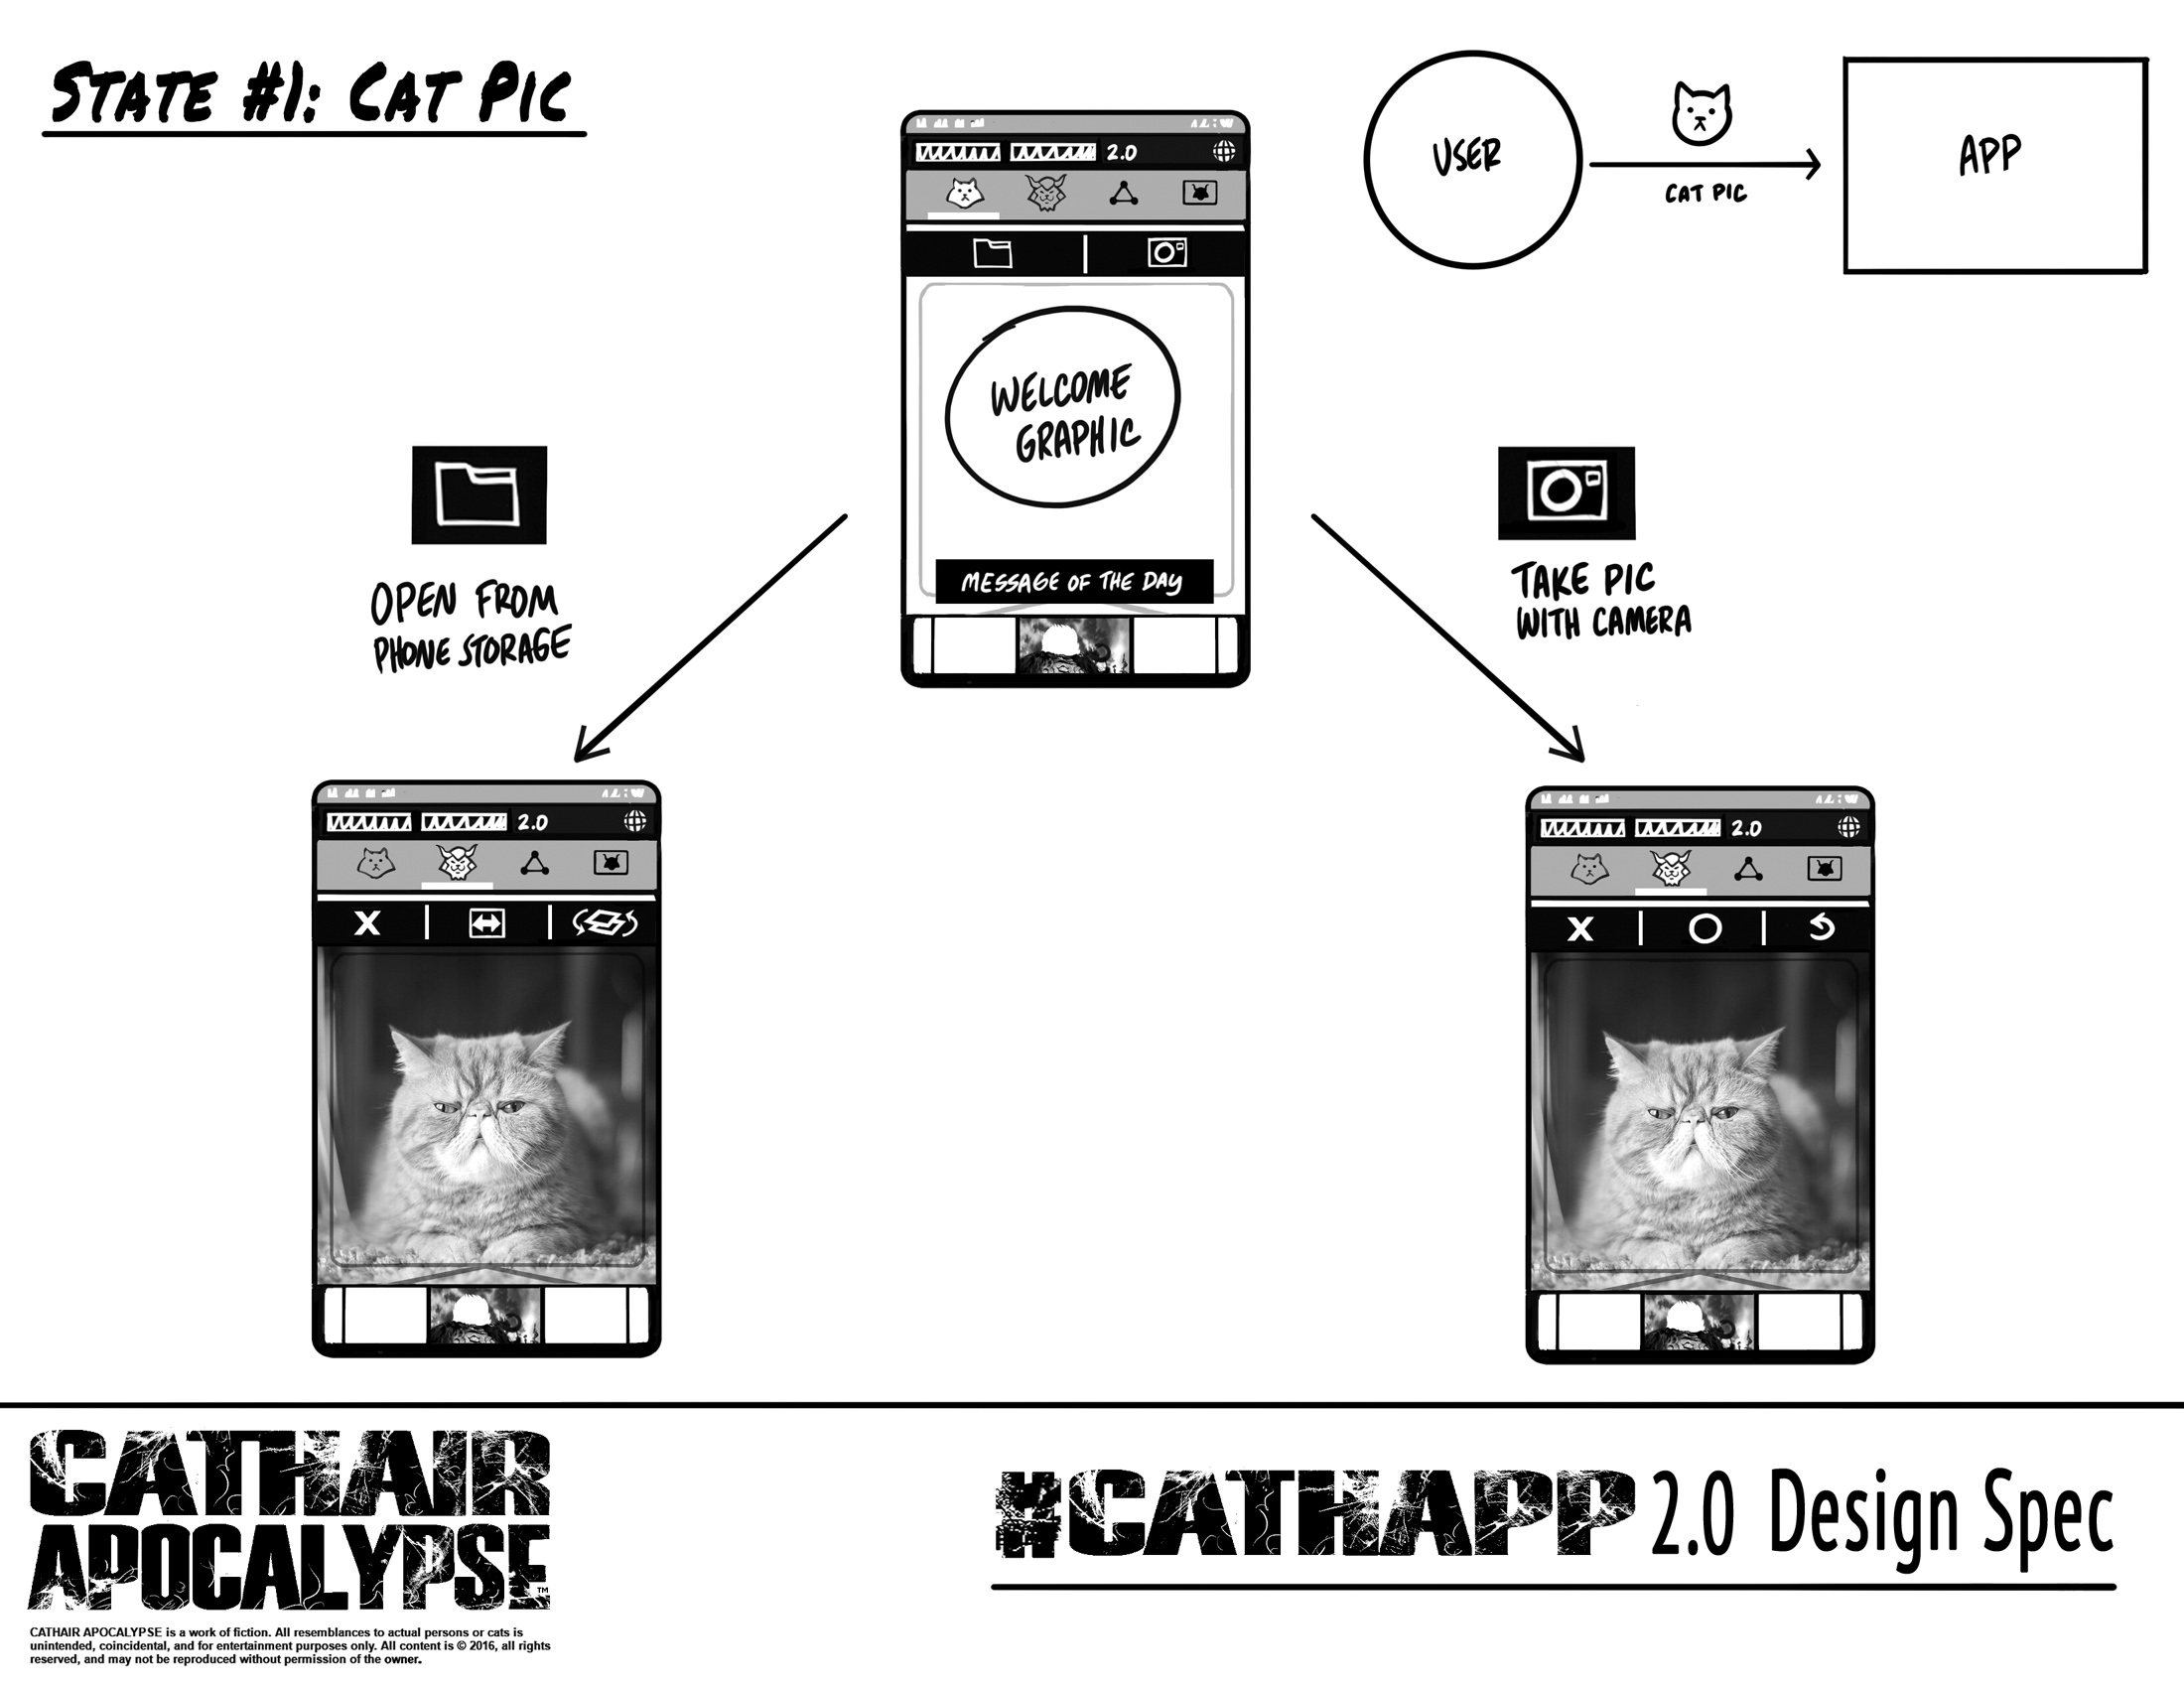 STATE #1: CAT PIC
USER
CAT PIC
APP
2.0
WELCOME
GRAPHIC
MESSAGE OF THE DAY
OPEN FROM
PHONE STORAGE
TAKE PIC
WITH CAMERA
2.0
X
2.0
X
CATHAIR
APOCALYPSE™
CATHAIR APOCALYPSE is a work of fiction. All resemblances to actual persons or cats is
unintended, coincidental, and for entertainment purposes only. All content is © 2016, all rights
reserved, and may not be reproduced without permission of the owner.
#CATHAPP 2.0 Design Spec